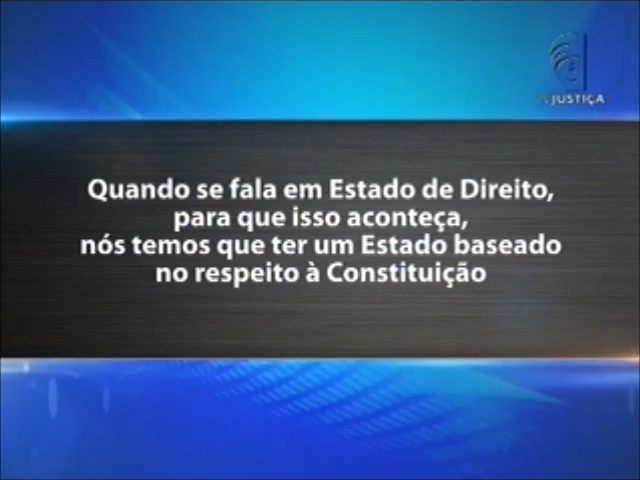 TV JUSTIÇA
Quando se fala em Estado de Direito,
para que isso aconteça,
nós temos que ter um Estado baseado
no respeito à Constituição